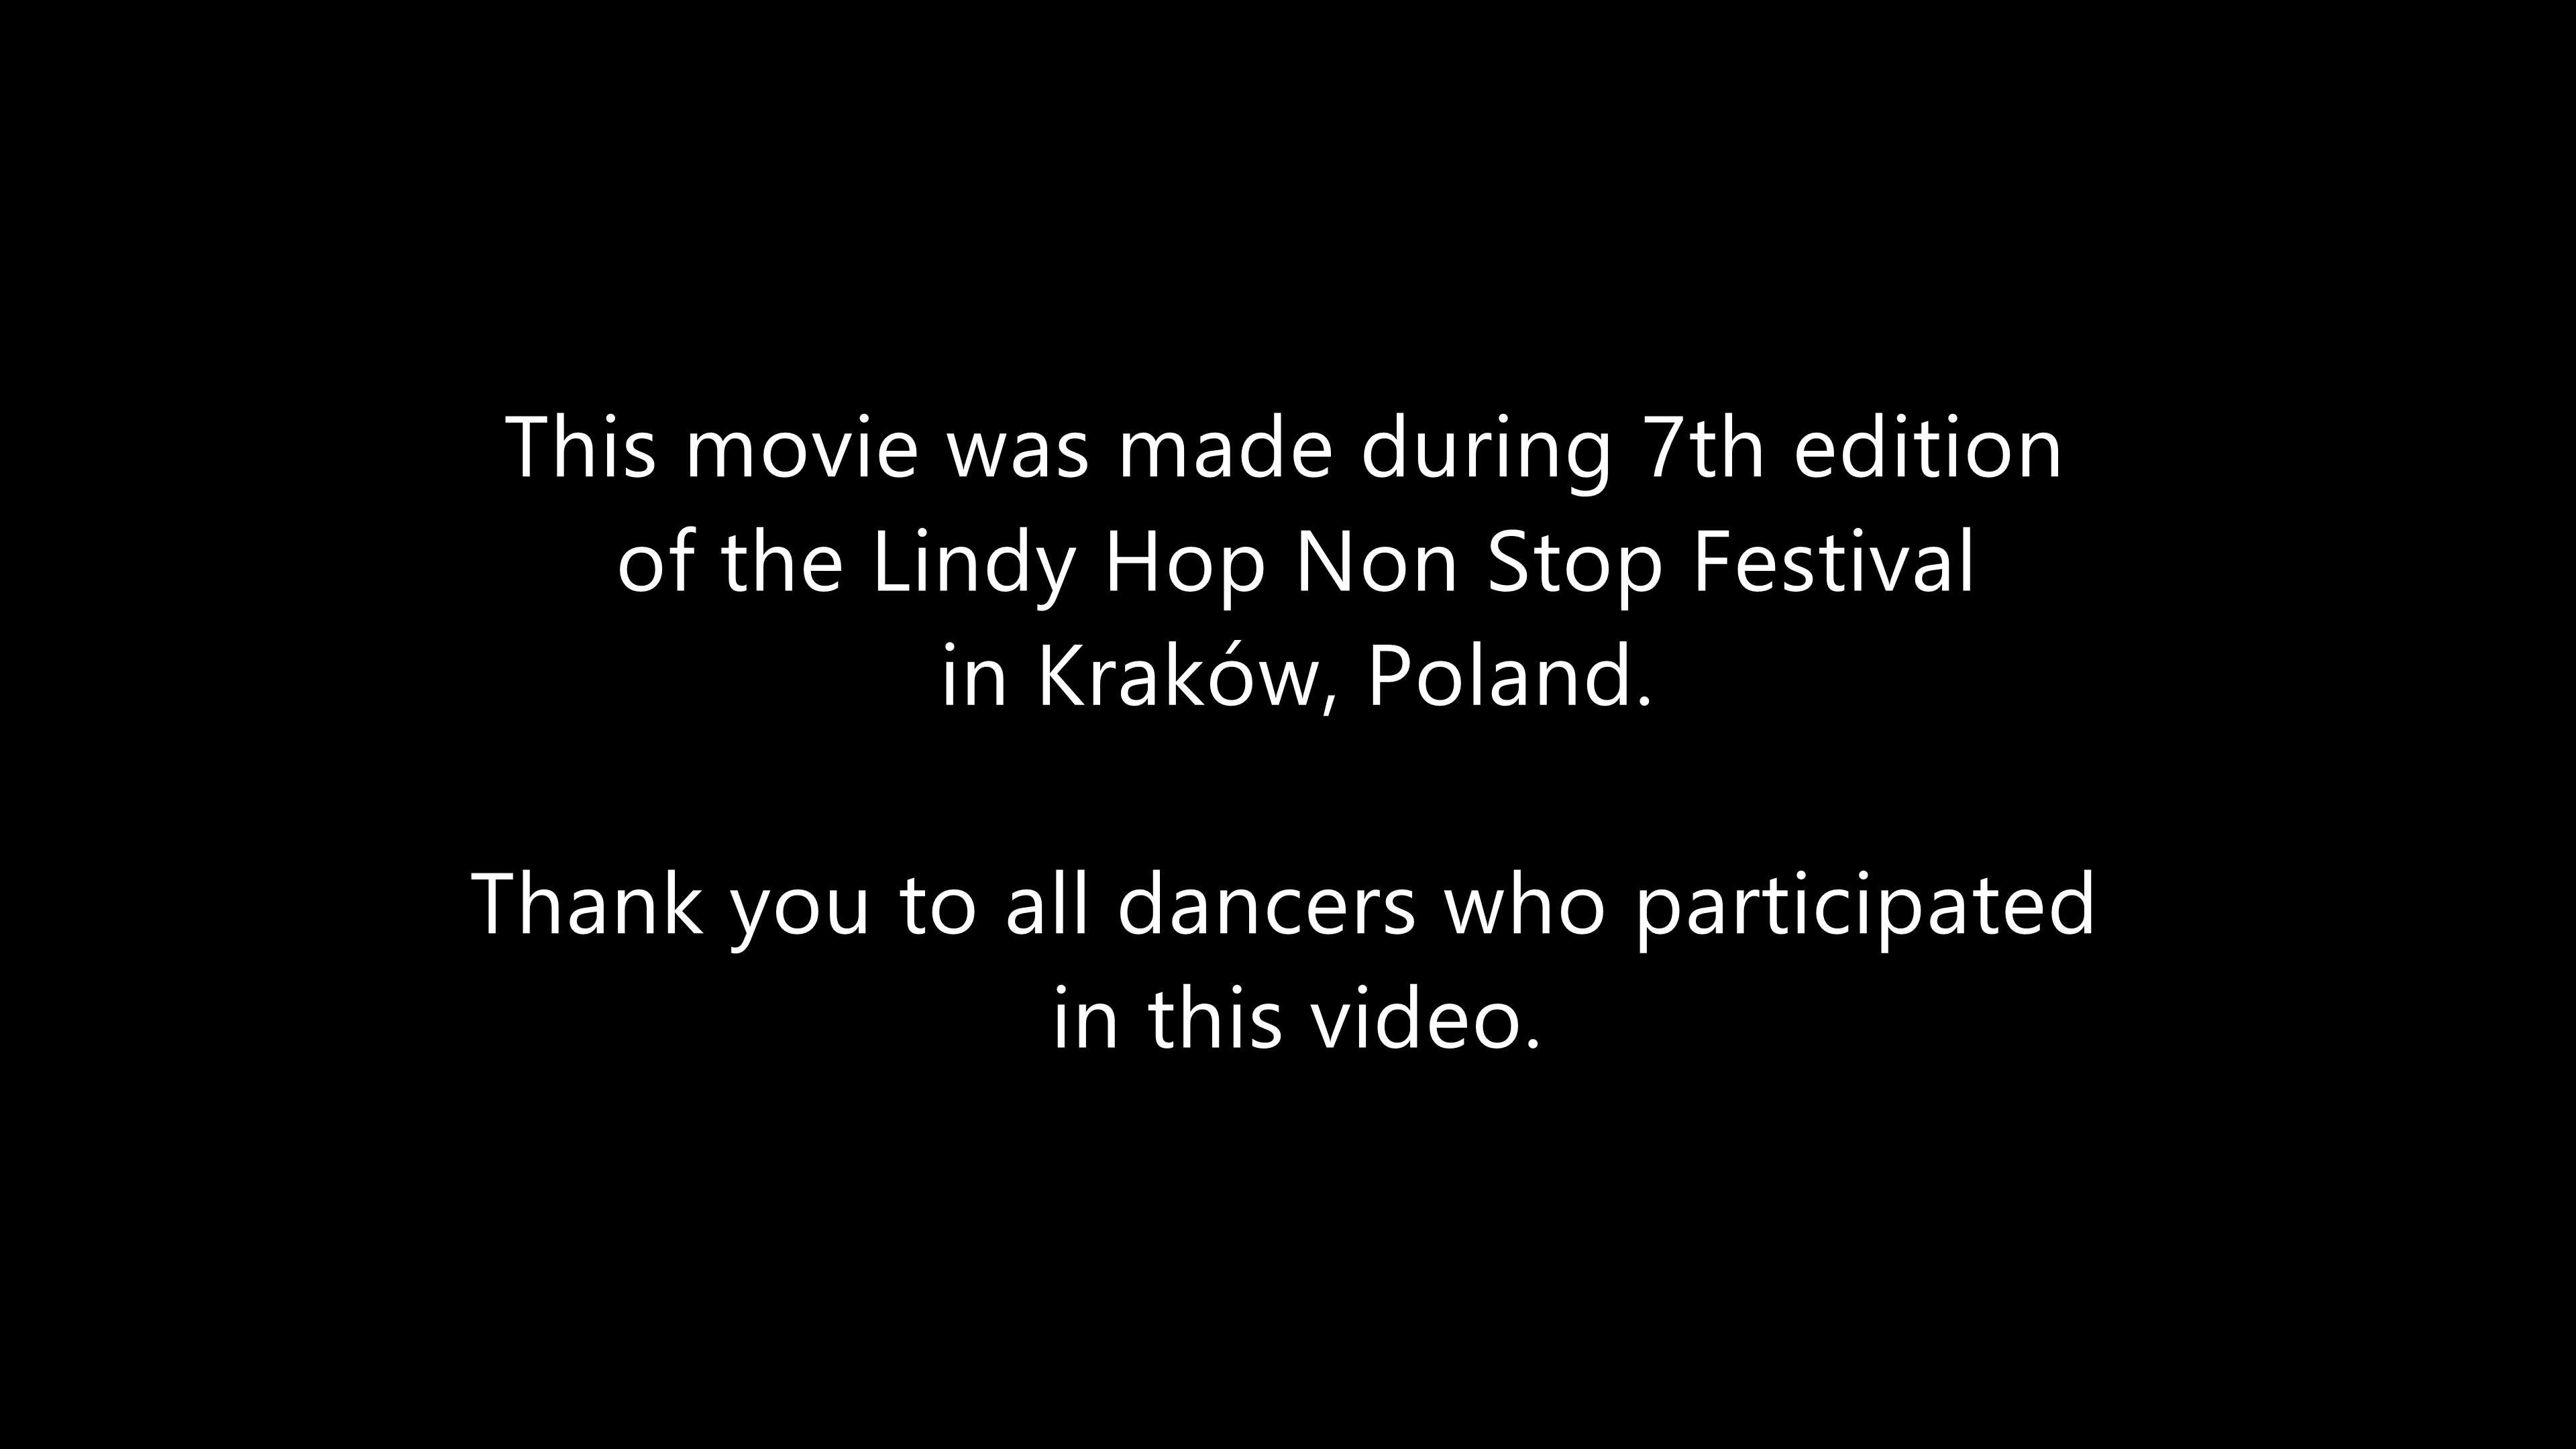 This movie was made during 7th edition
of the Lindy Hop Non Stop Festival
in Kraków, Poland.
Thank you to all dancers who participated
in this video.